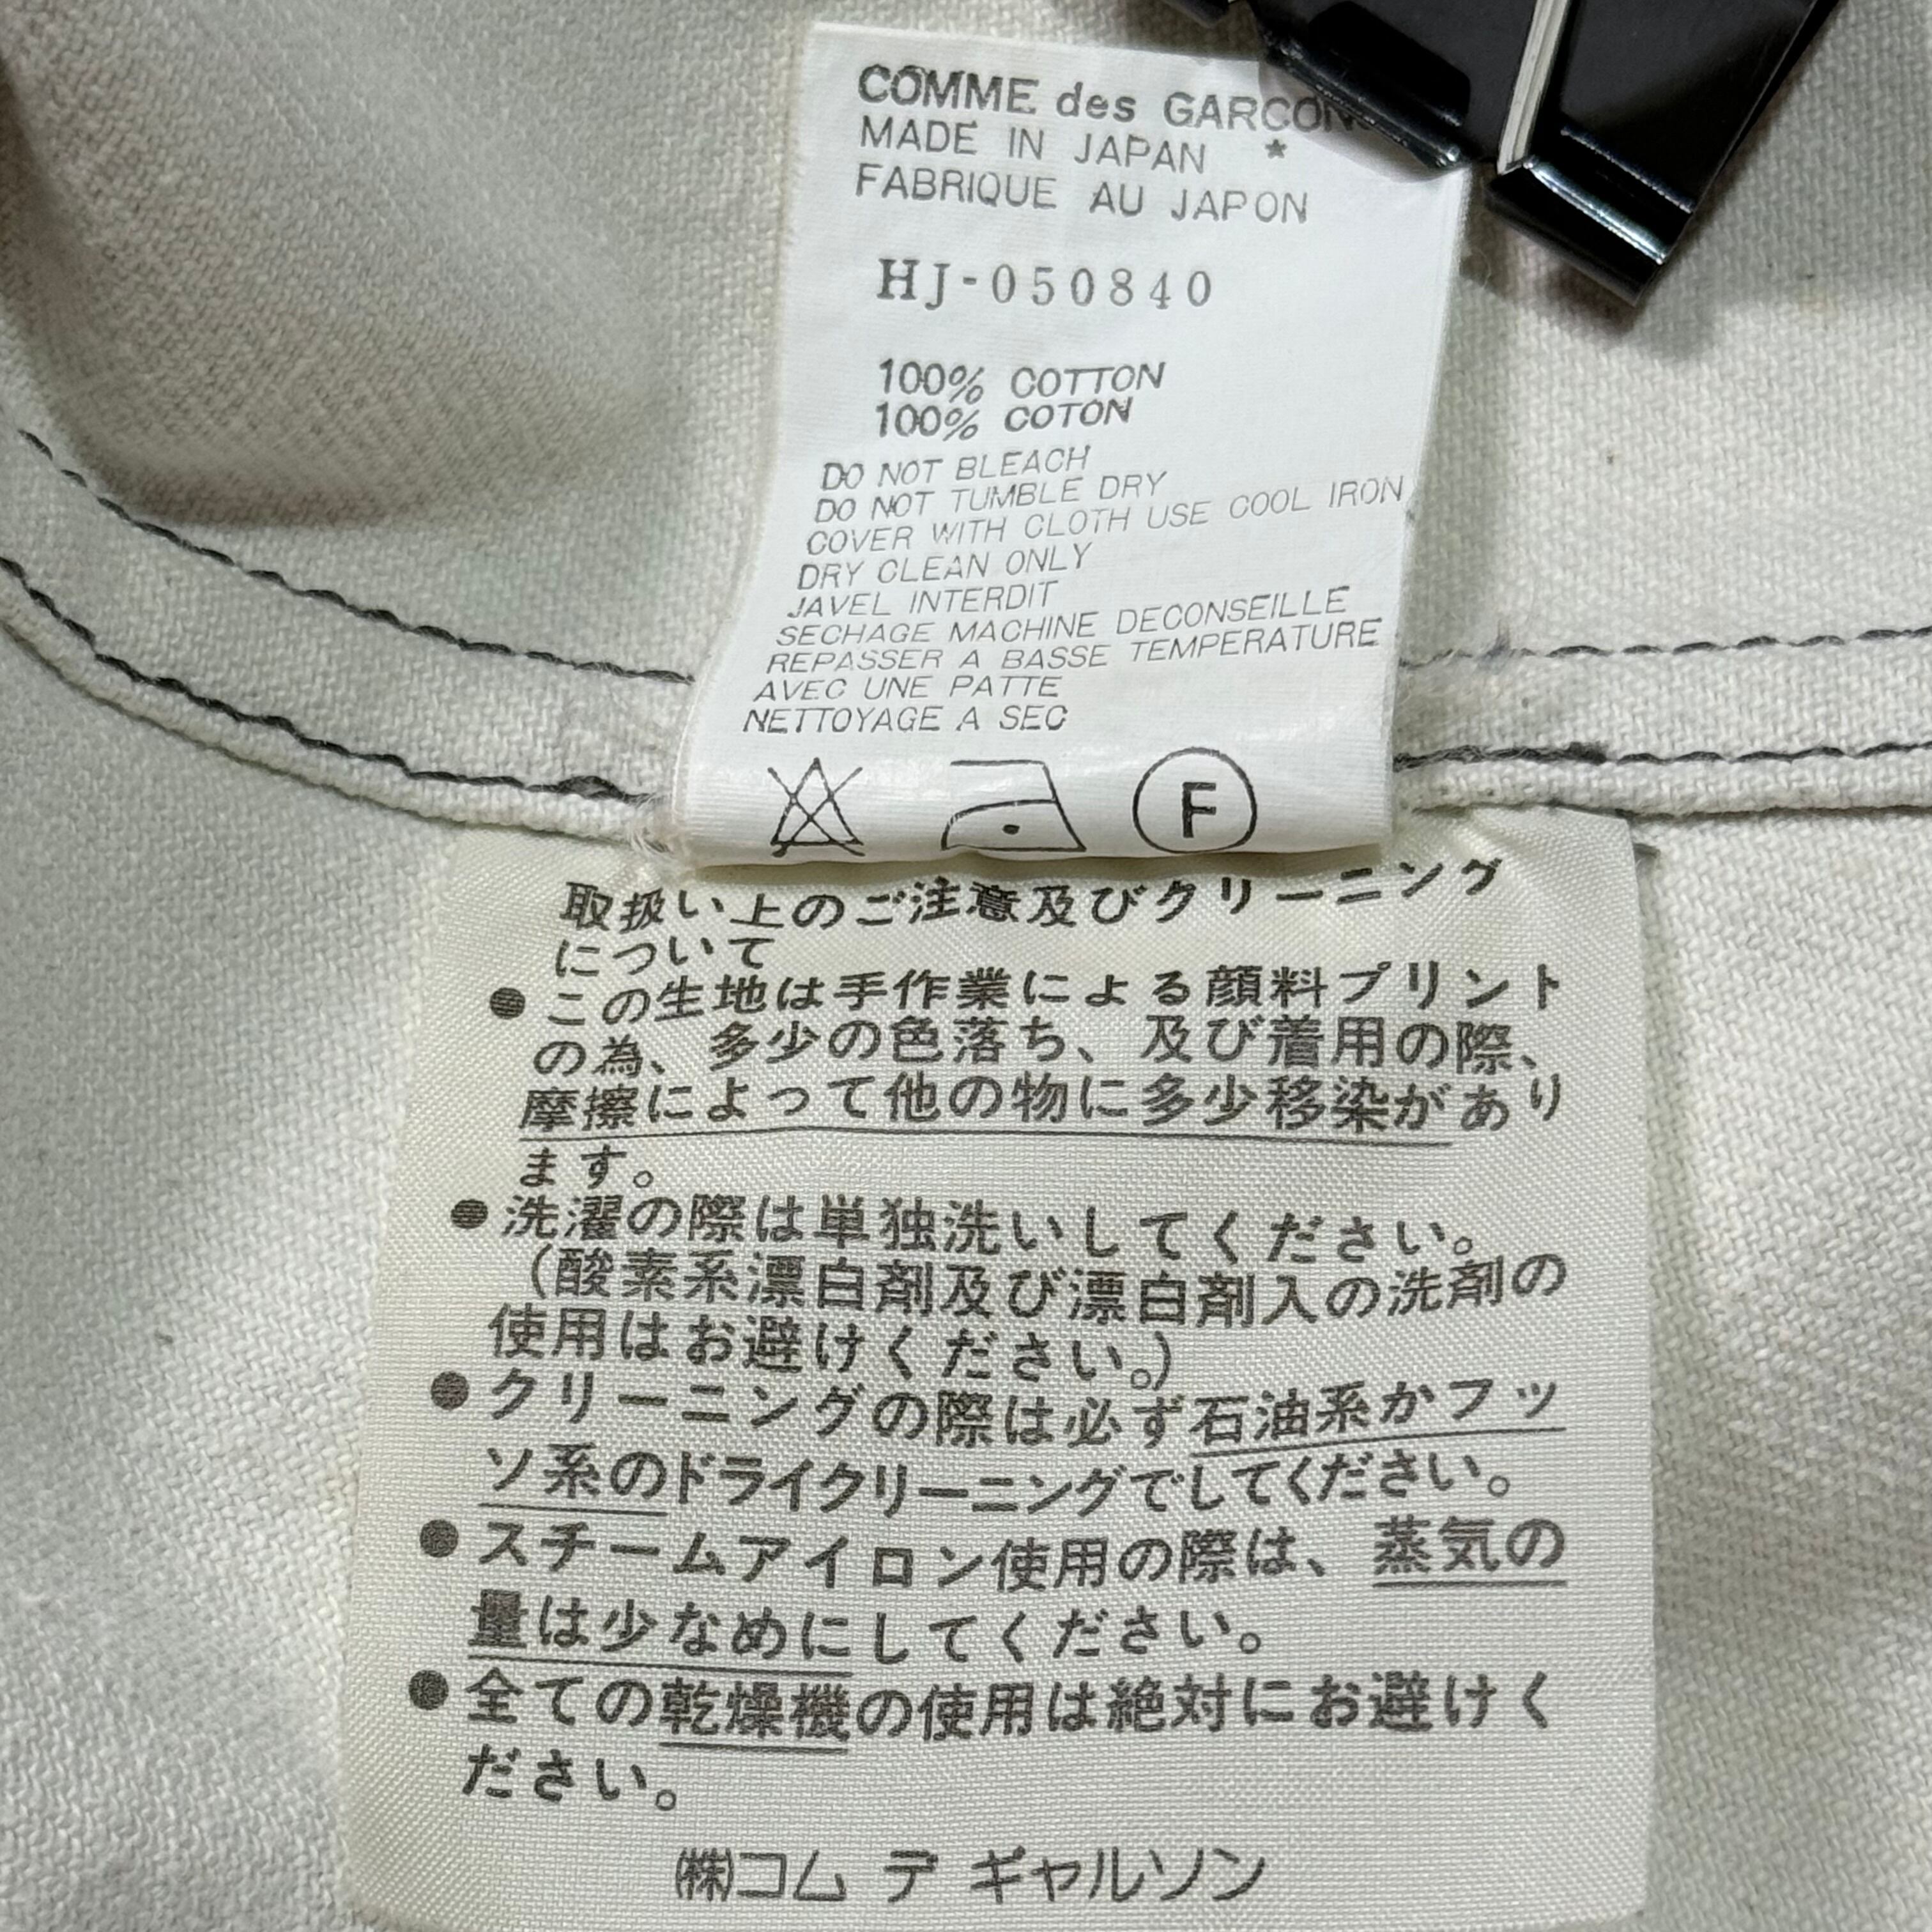 COMME des GARCONS
MADE IN JAPAN *
FABRIQUE AU JAPON
HJ-050840
100% COTTON
100% COTON
DO NOT BLEACH
DO NOT TUMBLE DRY
COVER WITH CLOTH USE COOL IRON
DRY CLEAN ONLY
JAVEL INTERDIT
SECHAGE MACHINE DECONSEILLE
REPASSER A BASSE TEMPERATURE
AVEC UNE PATTE
NETTOYAGE A SEC
F
取扱い上のご注意及びクリーニング
について
●この生地は手作業による顔料プリント
の為、多少の色落ち、及び着用の際、
摩擦によって他の物に多少移染があり
ます。
●洗濯の際は単独洗いしてください。
(酸素系漂白剤及び漂白剤入の洗剤の
使用はお避けください。)
●クリーニングの際は必ず石油系かフッ
ソ系のドライクリーニングでしてください。
●スチームアイロン使用の際は、蒸気の
量は少なめにしてください。
●全ての乾燥機の使用は絶対にお避けく
ださい。
㈱コム デ ギャルソン